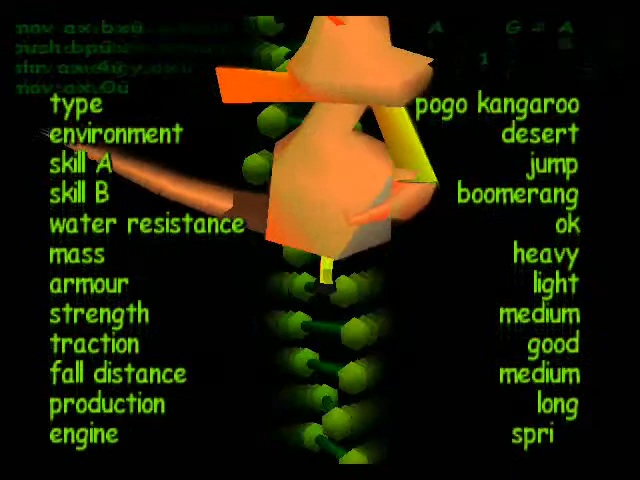 type pogo kangaroo
environment desert
skill A jump
skill B boomerang
water resistance ok
mass heavy
armour light
strength medium
traction good
fall distance medium
production long
engine spri